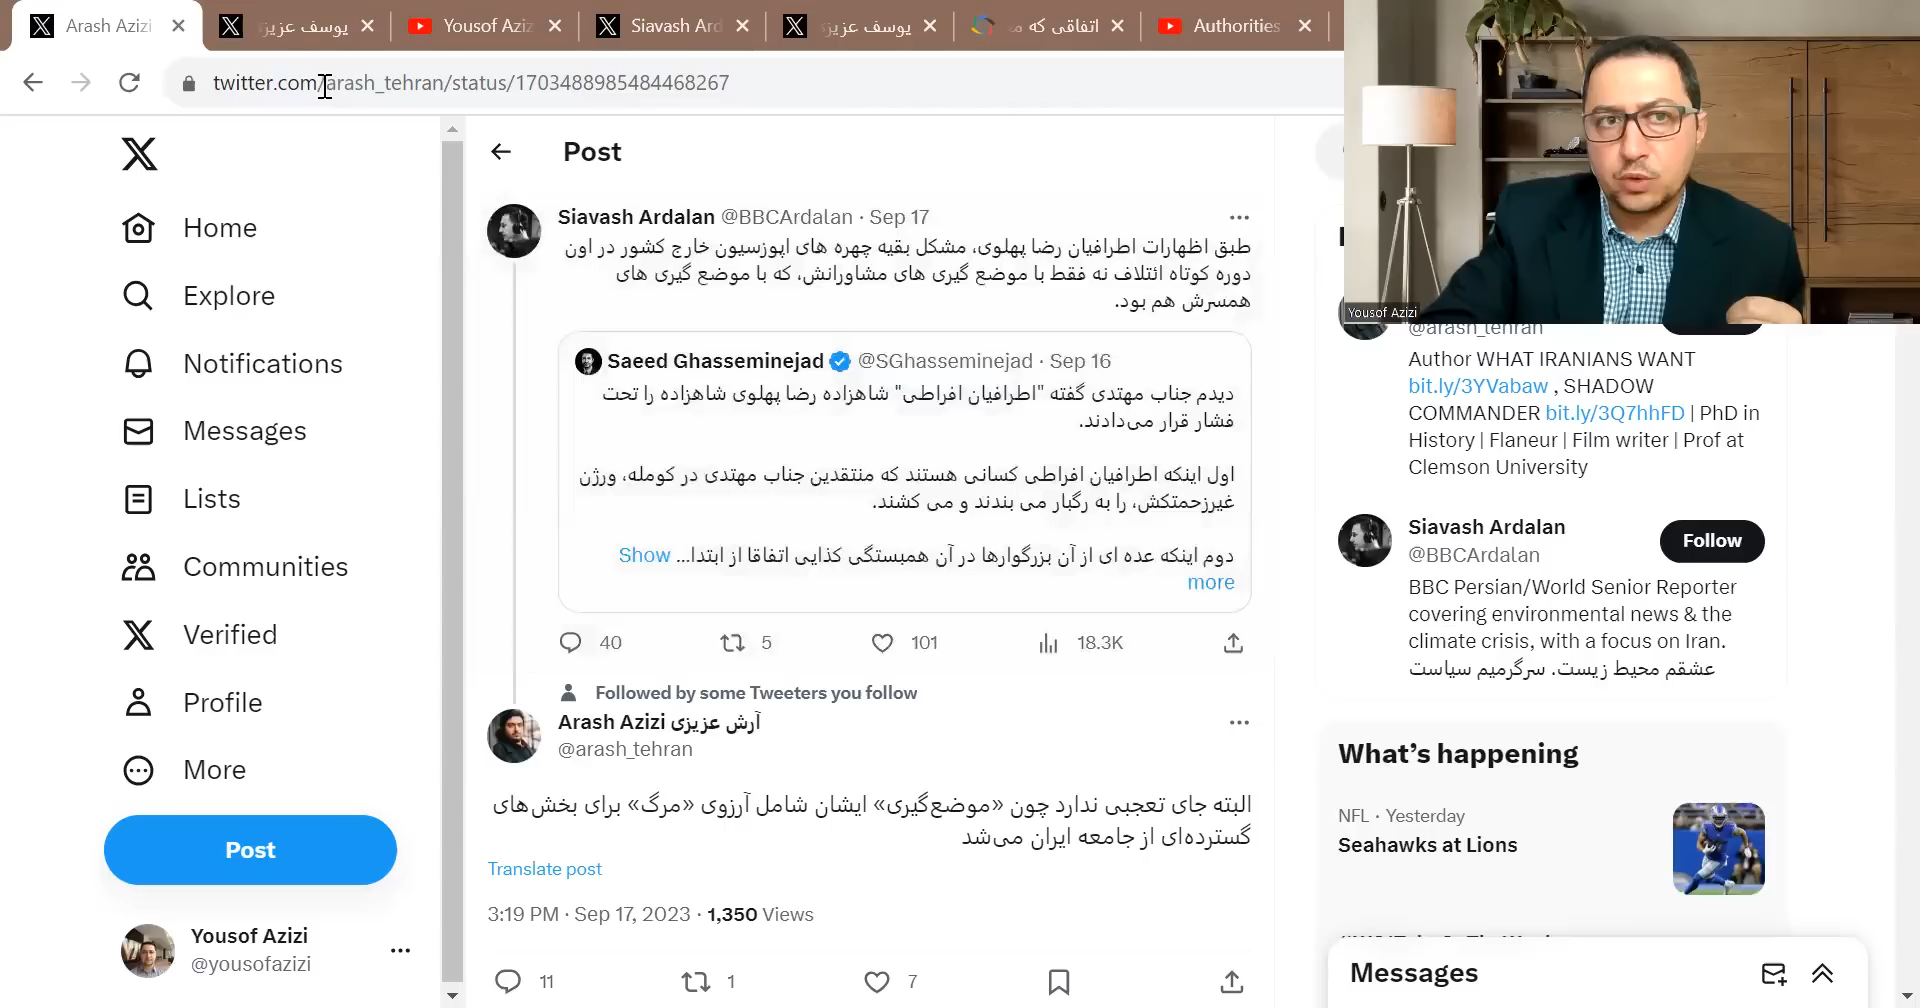 Arash Azizi
یوسف عزیزی
Yousof Aziz
Siavash Ard
یوسف عزیزی
اتفاقی که مـ
Authorities
twitter.com/arash_tehran/status/1703488985484468267
Home
Explore
Notifications
Messages
Lists
Communities
Verified
Profile
More
Post
Yousof Azizi
@yousofazizi
Post
Siavash Ardalan @BBCArdalan · Sep 17
طبق اظهارات اطرافیان رضا پهلوی، مشکل بقیه چهره های اپوزسیون خارج کشور در اون
دوره کوتاه ائتلاف نه فقط با موضع گیری های مشاورانش، که با موضع گیری های
همسرش هم بود.
Saeed Ghasseminejad @SGhasseminejad · Sep 16
دیدم جناب مهتدی گفته "اطرافیان افراطی" شاهزاده رضا پهلوی شاهزاده را تحت
فشار قرار می‌دادند.
اول اینکه اطرافیان افراطی کسانی هستند که منتقدین جناب مهتدی در کومله، ورژن
غیرزحمتکش، را به رگبار می بندند و می کشند.
دوم اینکه عده ای از آن بزرگوارها در آن همبستگی کذایی اتفاقا از ابتدا... Show
more
40 5 101 18.3K
Followed by some Tweeters you follow
Arash Azizi آرش عزیزی
@arash_tehran
البته جای تعجبی ندارد چون «موضع‌گیری» ایشان شامل آرزوی «مرگ» برای بخش‌های
گسترده‌ای از جامعه ایران می‌شد
Translate post
3:19 PM · Sep 17, 2023 · 1,350 Views
11 1 7
Yousof Azizi
@arash_tehran
Author WHAT IRANIANS WANT
bit.ly/3YVabaw , SHADOW
COMMANDER bit.ly/3Q7hhFD | PhD in
History | Flaneur | Film writer | Prof at
Clemson University
Siavash Ardalan
@BBCArdalan
Follow
BBC Persian/World Senior Reporter
covering environmental news & the
climate crisis, with a focus on Iran.
عشقم محیط زیست. سرگرمیم سیاست
What's happening
NFL · Yesterday
Seahawks at Lions
Messages